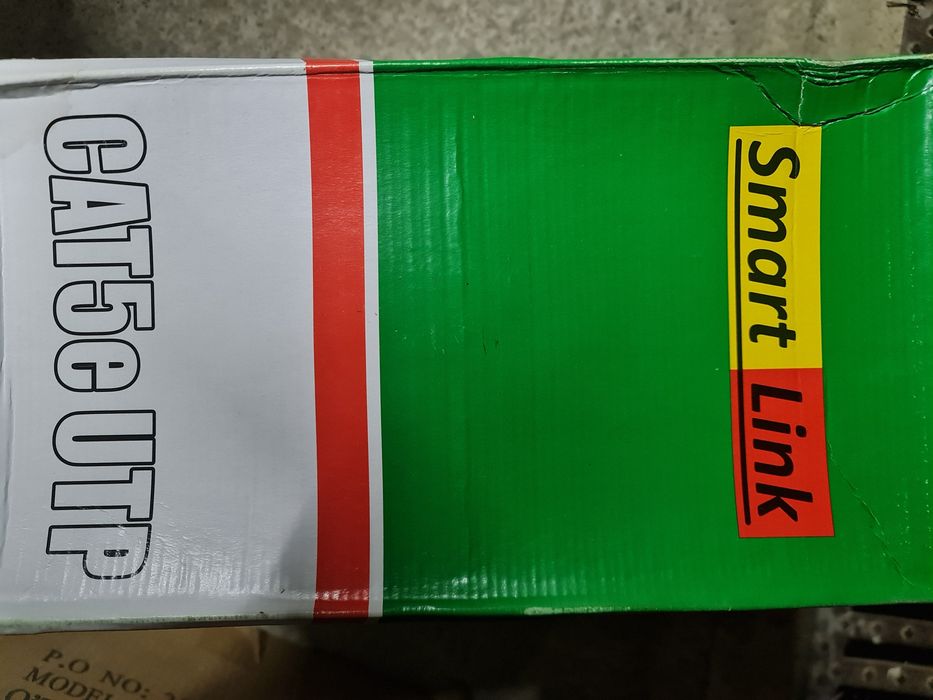 Smart Link
CAT5e UTP
P.O NO:
MODEL